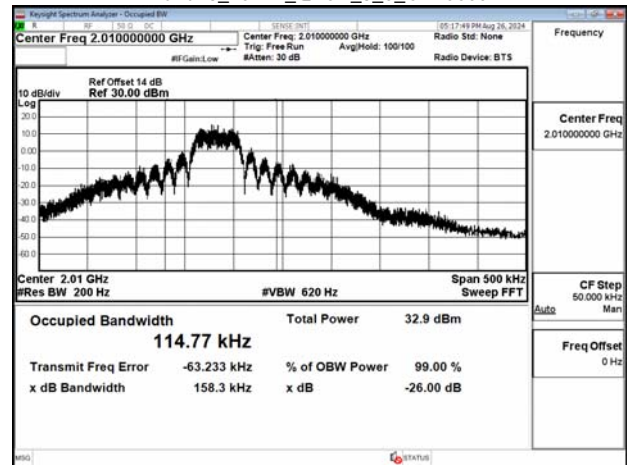 Keysight Spectrum Analyzer - Occupied BW
R RF 50 Ω DC SENSE:INT 05:17:49 PM Aug 26, 2024
Center Freq 2.010000000 GHz Center Freq: 2.010000000 GHz Radio Std: None
Trig: Free Run Avg|Hold: 100/100
#IFGain:Low #Atten: 30 dB Radio Device: BTS
Frequency
Ref Offset 14 dB
10 dB/div Ref 30.00 dBm
Log
20.0
10.0
0.00
-10.0
-20.0
-30.0
-40.0
-50.0
-60.0
Center Freq
2.010000000 GHz
Center 2.01 GHz Span 500 kHz
#Res BW 200 Hz #VBW 620 Hz Sweep FFT
CF Step
50.000 kHz
Auto Man
Occupied Bandwidth Total Power 32.9 dBm
114.77 kHz
Freq Offset
0 Hz
Transmit Freq Error -63.233 kHz % of OBW Power 99.00 %
x dB Bandwidth 158.3 kHz x dB -26.00 dB
MSG STATUS